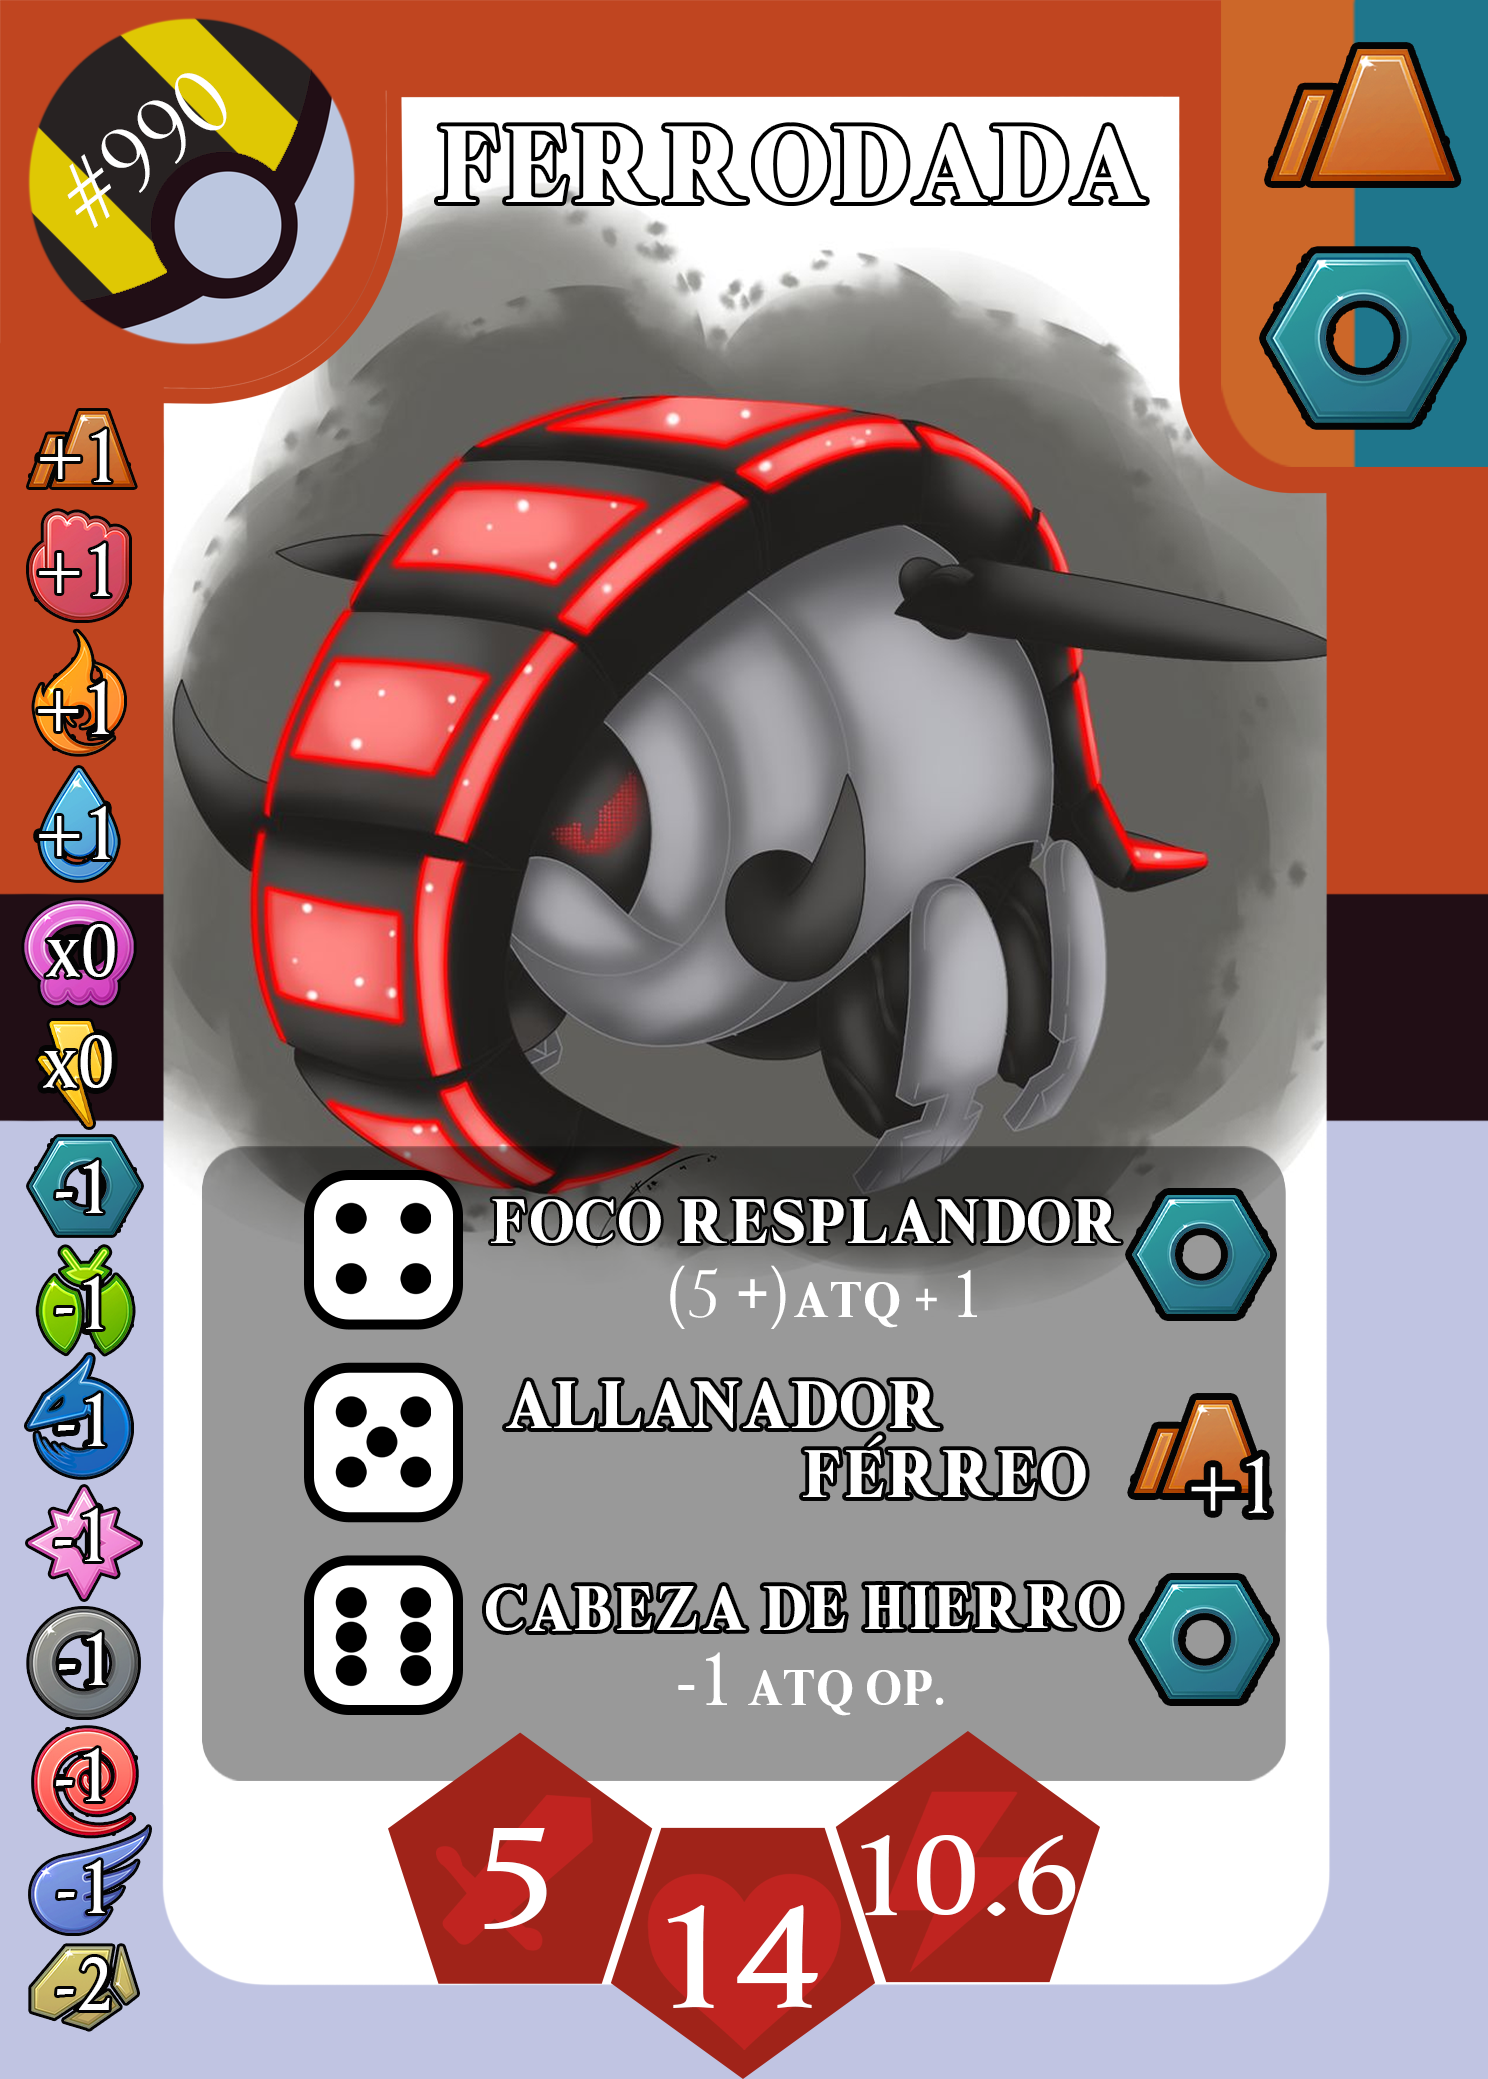 #990
FERRODADA
+1
+1
+1
+1
x0
x0
-1
-1
-1
-1
-1
-1
-1
-2
FOCO RESPLANDOR
(5 +) ATQ + 1
ALLANADOR
FÉRREO
+1
CABEZA DE HIERRO
-1 ATQ OP.
5
14
10.6